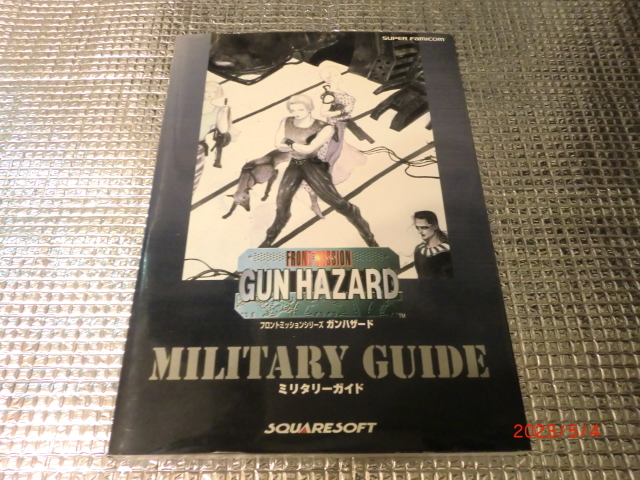 SUPER FAMICOM
FRONT MISSION
GUN HAZARD
TM
フロントミッションシリーズ ガンハザード
MILITARY GUIDE
ミリタリーガイド
SQUARESOFT
2023/5/4